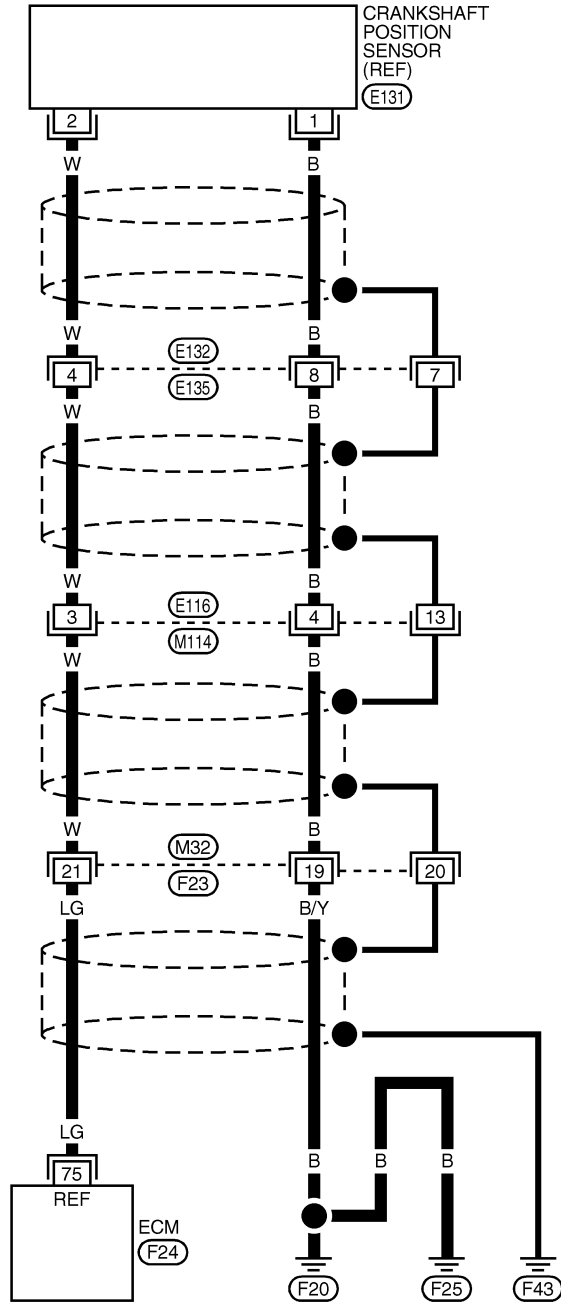 CRANKSHAFT
POSITION
SENSOR
(REF)
E131
2 1
W B
W B
E132
4 8 7
E135
W B
W B
E116
3 4 13
M114
W B
W B
M32
21 19 20
F23
LG B/Y
LG B B B
75
REF
ECM
F24
F20 F25 F43